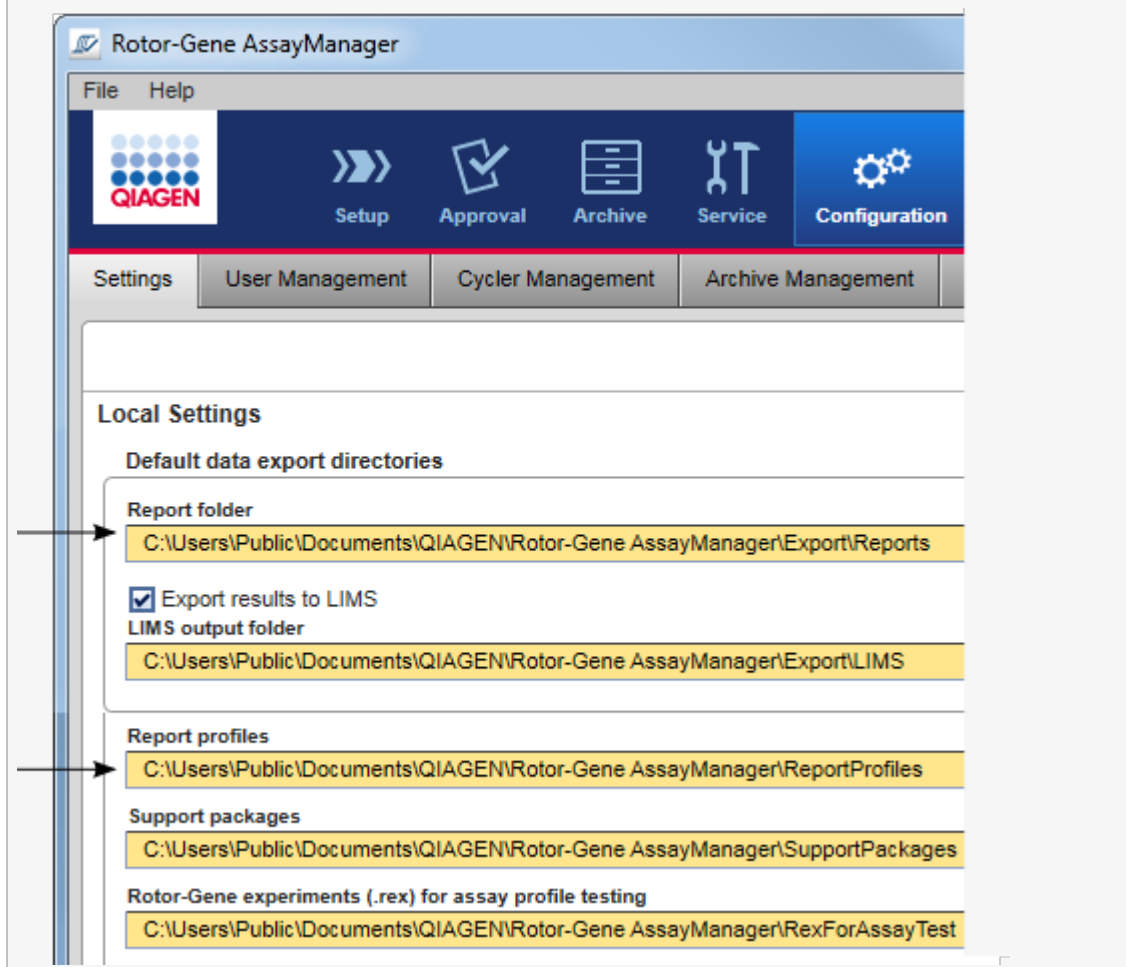 Rotor-Gene AssayManager
File Help
QIAGEN
Setup Approval Archive Service Configuration
Settings User Management Cycler Management Archive Management
Local Settings
Default data export directories
Report folder
C:\Users\Public\Documents\QIAGEN\Rotor-Gene AssayManager\Export\Reports
Export results to LIMS
LIMS output folder
C:\Users\Public\Documents\QIAGEN\Rotor-Gene AssayManager\Export\LIMS
Report profiles
C:\Users\Public\Documents\QIAGEN\Rotor-Gene AssayManager\ReportProfiles
Support packages
C:\Users\Public\Documents\QIAGEN\Rotor-Gene AssayManager\SupportPackages
Rotor-Gene experiments (.rex) for assay profile testing
C:\Users\Public\Documents\QIAGEN\Rotor-Gene AssayManager\RexForAssayTest